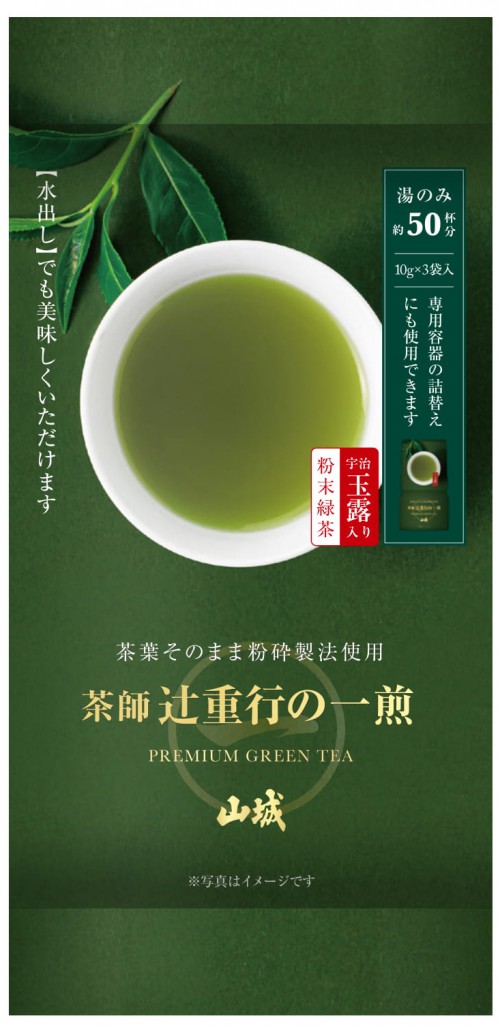 【水出し】でも美味しくいただけます
湯のみ
約50杯分
10g×3袋入
専用容器の詰替え
にも使用できます
宇治
玉露
入り
粉末緑茶
茶葉そのまま粉砕製法使用
茶師 辻重行の一煎
PREMIUM GREEN TEA
山城
※写真はイメージです